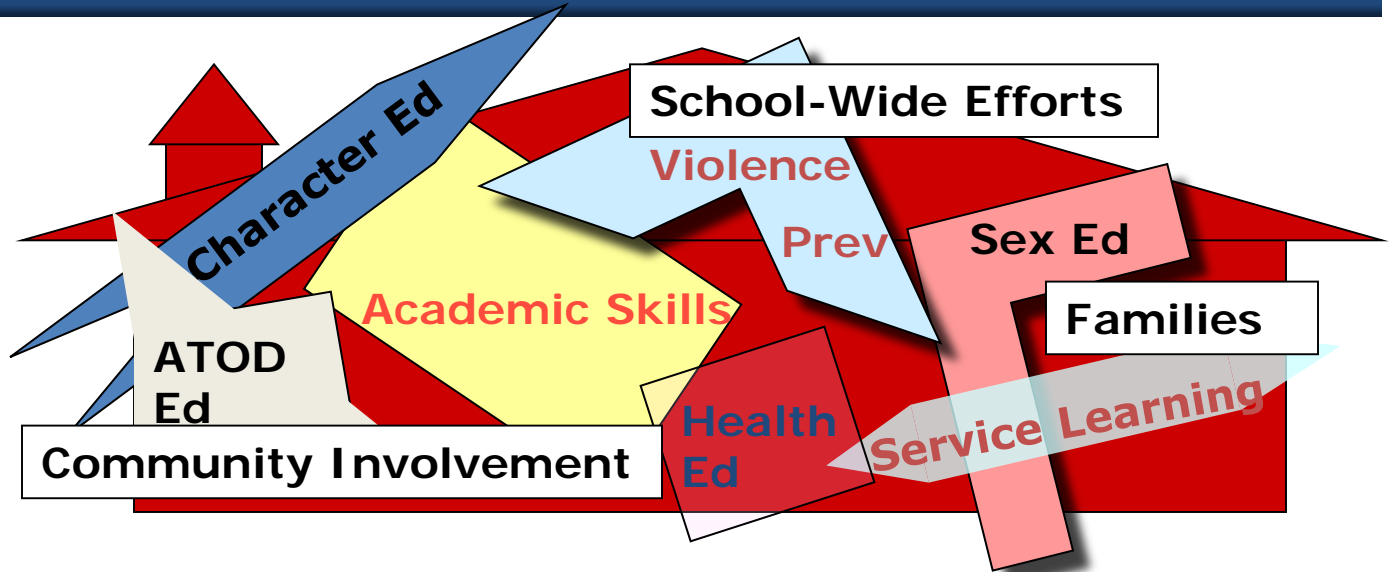 Character Ed
School-Wide Efforts
Violence
Prev
Sex Ed
Academic Skills
Families
ATOD
Ed
Health
Ed
Service Learning
Community Involvement